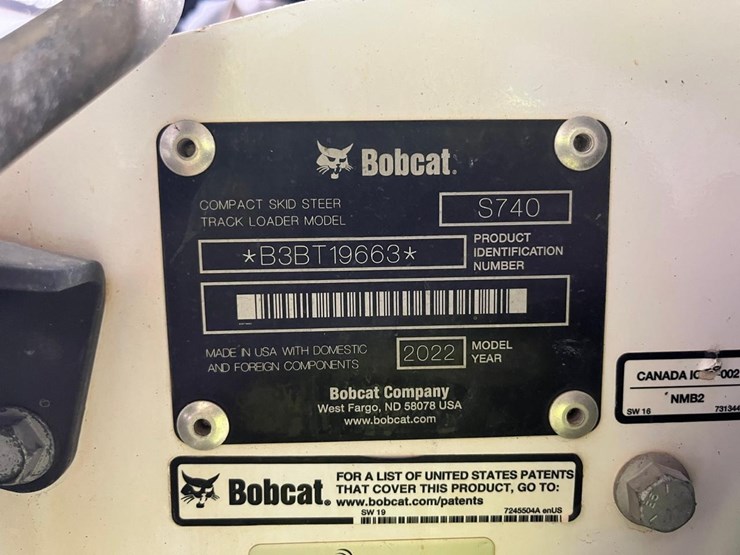 Bobcat.
COMPACT SKID STEER
TRACK LOADER MODEL
S740
*B3BT19663*
PRODUCT
IDENTIFICATION
NUMBER
MADE IN USA WITH DOMESTIC
AND FOREIGN COMPONENTS
2022
MODEL
YEAR
Bobcat Company
West Fargo, ND 58078 USA
www.bobcat.com
CANADA
NMB2
SW 16
Bobcat.
FOR A LIST OF UNITED STATES PATENTS
THAT COVER THIS PRODUCT, GO TO:
www.bobcat.com/patents
SW 19
7245504A enUS